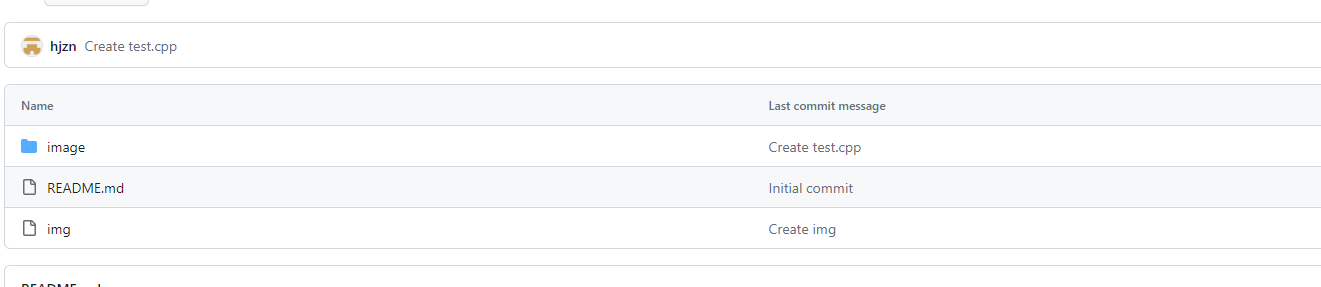 hjzn Create test.cpp
Name Last commit message
image Create test.cpp
README.md Initial commit
img Create img